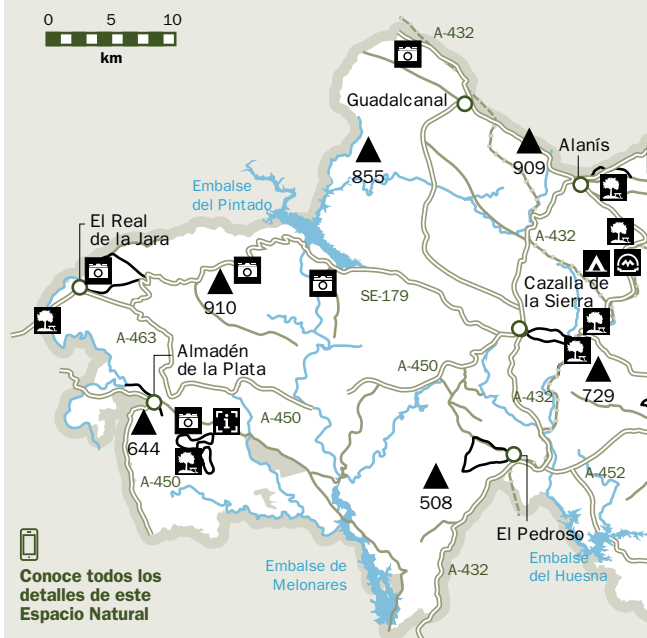 0 5 10
km
A-432
Guadalcanal
855
909
Alanís
Embalse
del Pintado
A-432
El Real
de la Jara
910
SE-179
Cazalla de
la Sierra
A-463
Almadén
de la Plata
A-450
A-432
729
A-450
644
A-450
508
A-452
El Pedroso
Embalse de
Melonares
Embalse
del Huesna
A-432
Conoce todos los
detalles de este
Espacio Natural